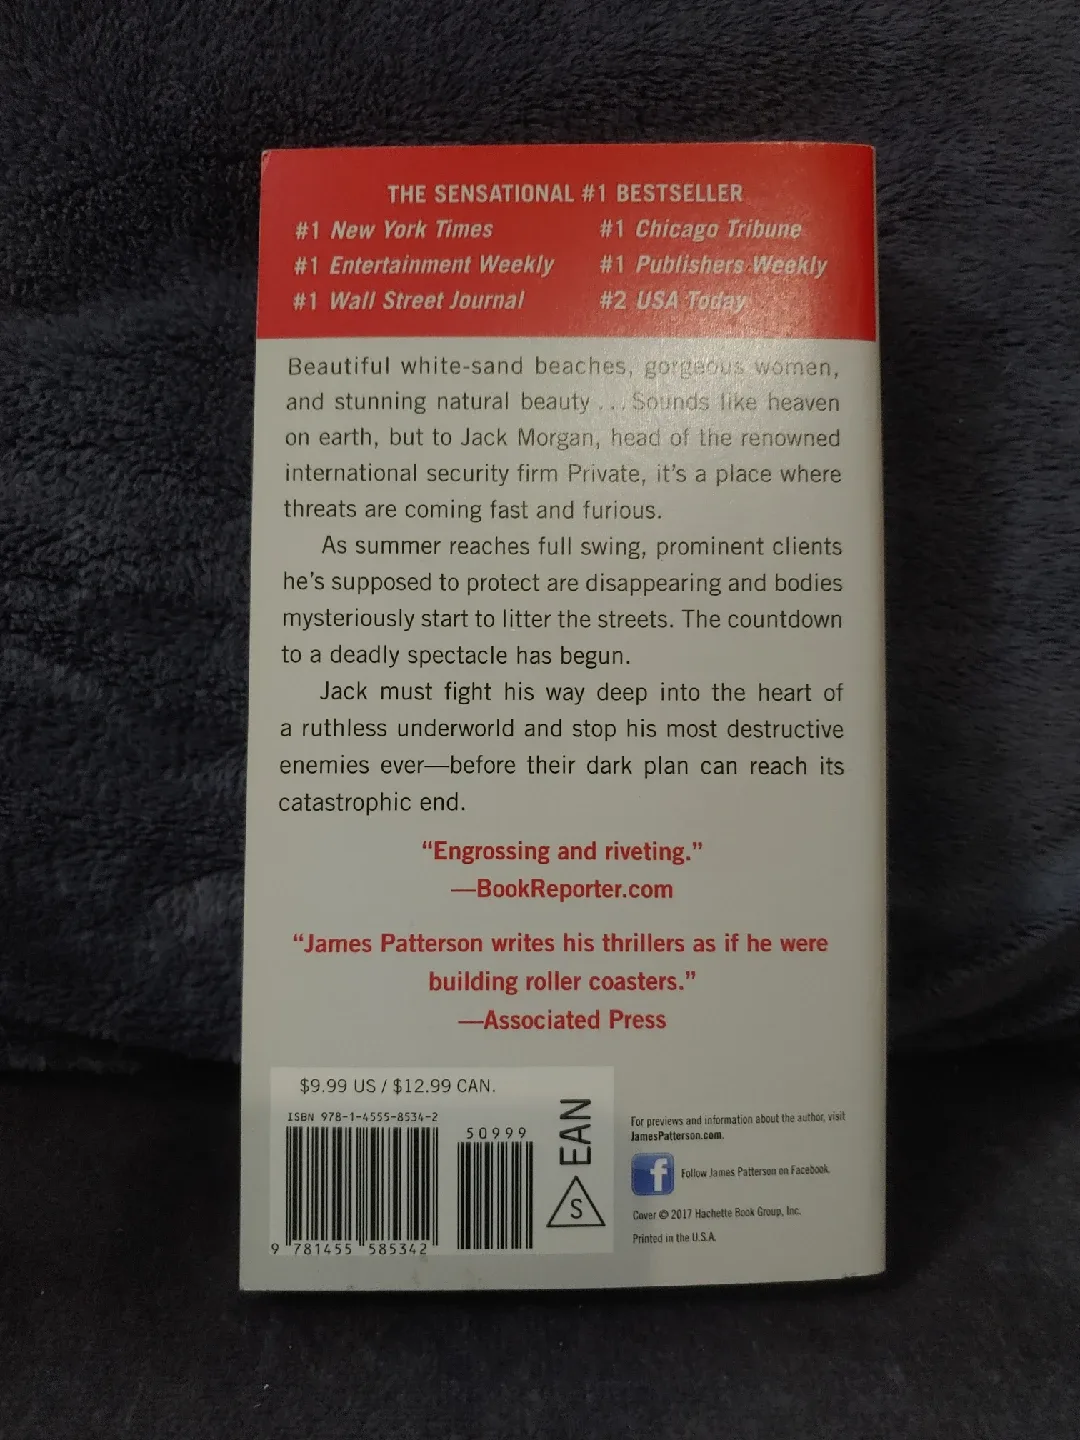 THE SENSATIONAL #1 BESTSELLER
#1 New York Times
#1 Chicago Tribune
#1 Entertainment Weekly
#1 Publishers Weekly
#1 Wall Street Journal
#2 USA Today
Beautiful white-sand beaches, gorgeous women,
and stunning natural beauty . . . Sounds like heaven
on earth, but to Jack Morgan, head of the renowned
international security firm Private, it's a place where
threats are coming fast and furious.
As summer reaches full swing, prominent clients
he's supposed to protect are disappearing and bodies
mysteriously start to litter the streets. The countdown
to a deadly spectacle has begun.
Jack must fight his way deep into the heart of
a ruthless underworld and stop his most destructive
enemies ever—before their dark plan can reach its
catastrophic end.
“Engrossing and riveting.”
—BookReporter.com
“James Patterson writes his thrillers as if he were
building roller coasters.”
—Associated Press
$9.99 US / $12.99 CAN.
ISBN 978-1-4555-8534-2
50999
9 781455 585342
EAN
S
For previews and information about the author, visit
JamesPatterson.com.
f
Follow James Patterson on Facebook.
Cover © 2017 Hachette Book Group, Inc.
Printed in the U.S.A.